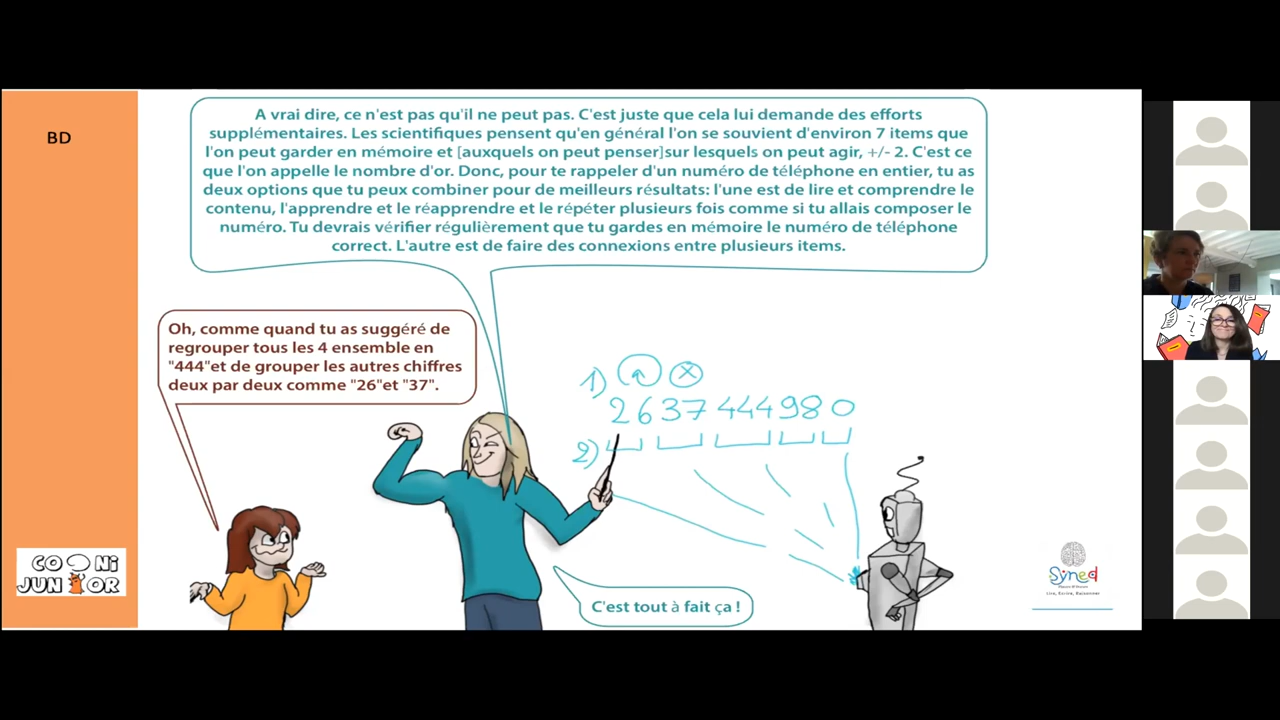 BD
A vrai dire, ce n'est pas qu'il ne peut pas. C'est juste que cela lui demande des efforts
supplémentaires. Les scientifiques pensent qu'en général l'on se souvient d'environ 7 items que
l'on peut garder en mémoire et [auxquels on peut penser]sur lesquels on peut agir, +/- 2. C'est ce
que l'on appelle le nombre d'or. Donc, pour te rappeler d'un numéro de téléphone en entier, tu as
deux options que tu peux combiner pour de meilleurs résultats: l'une est de lire et comprendre le
contenu, l'apprendre et le réapprendre et le répéter plusieurs fois comme si tu allais composer le
numéro. Tu devrais vérifier régulièrement que tu gardes en mémoire le numéro de téléphone
correct. L'autre est de faire des connexions entre plusieurs items.
Oh, comme quand tu as suggéré de
regrouper tous les 4 ensemble en
"444"et de grouper les autres chiffres
deux par deux comme "26"et "37".
1)
2637444980
2)
C'est tout à fait ça !
COGNI
JUNIOR
Syned
Lire, Ecrire, Raisonner